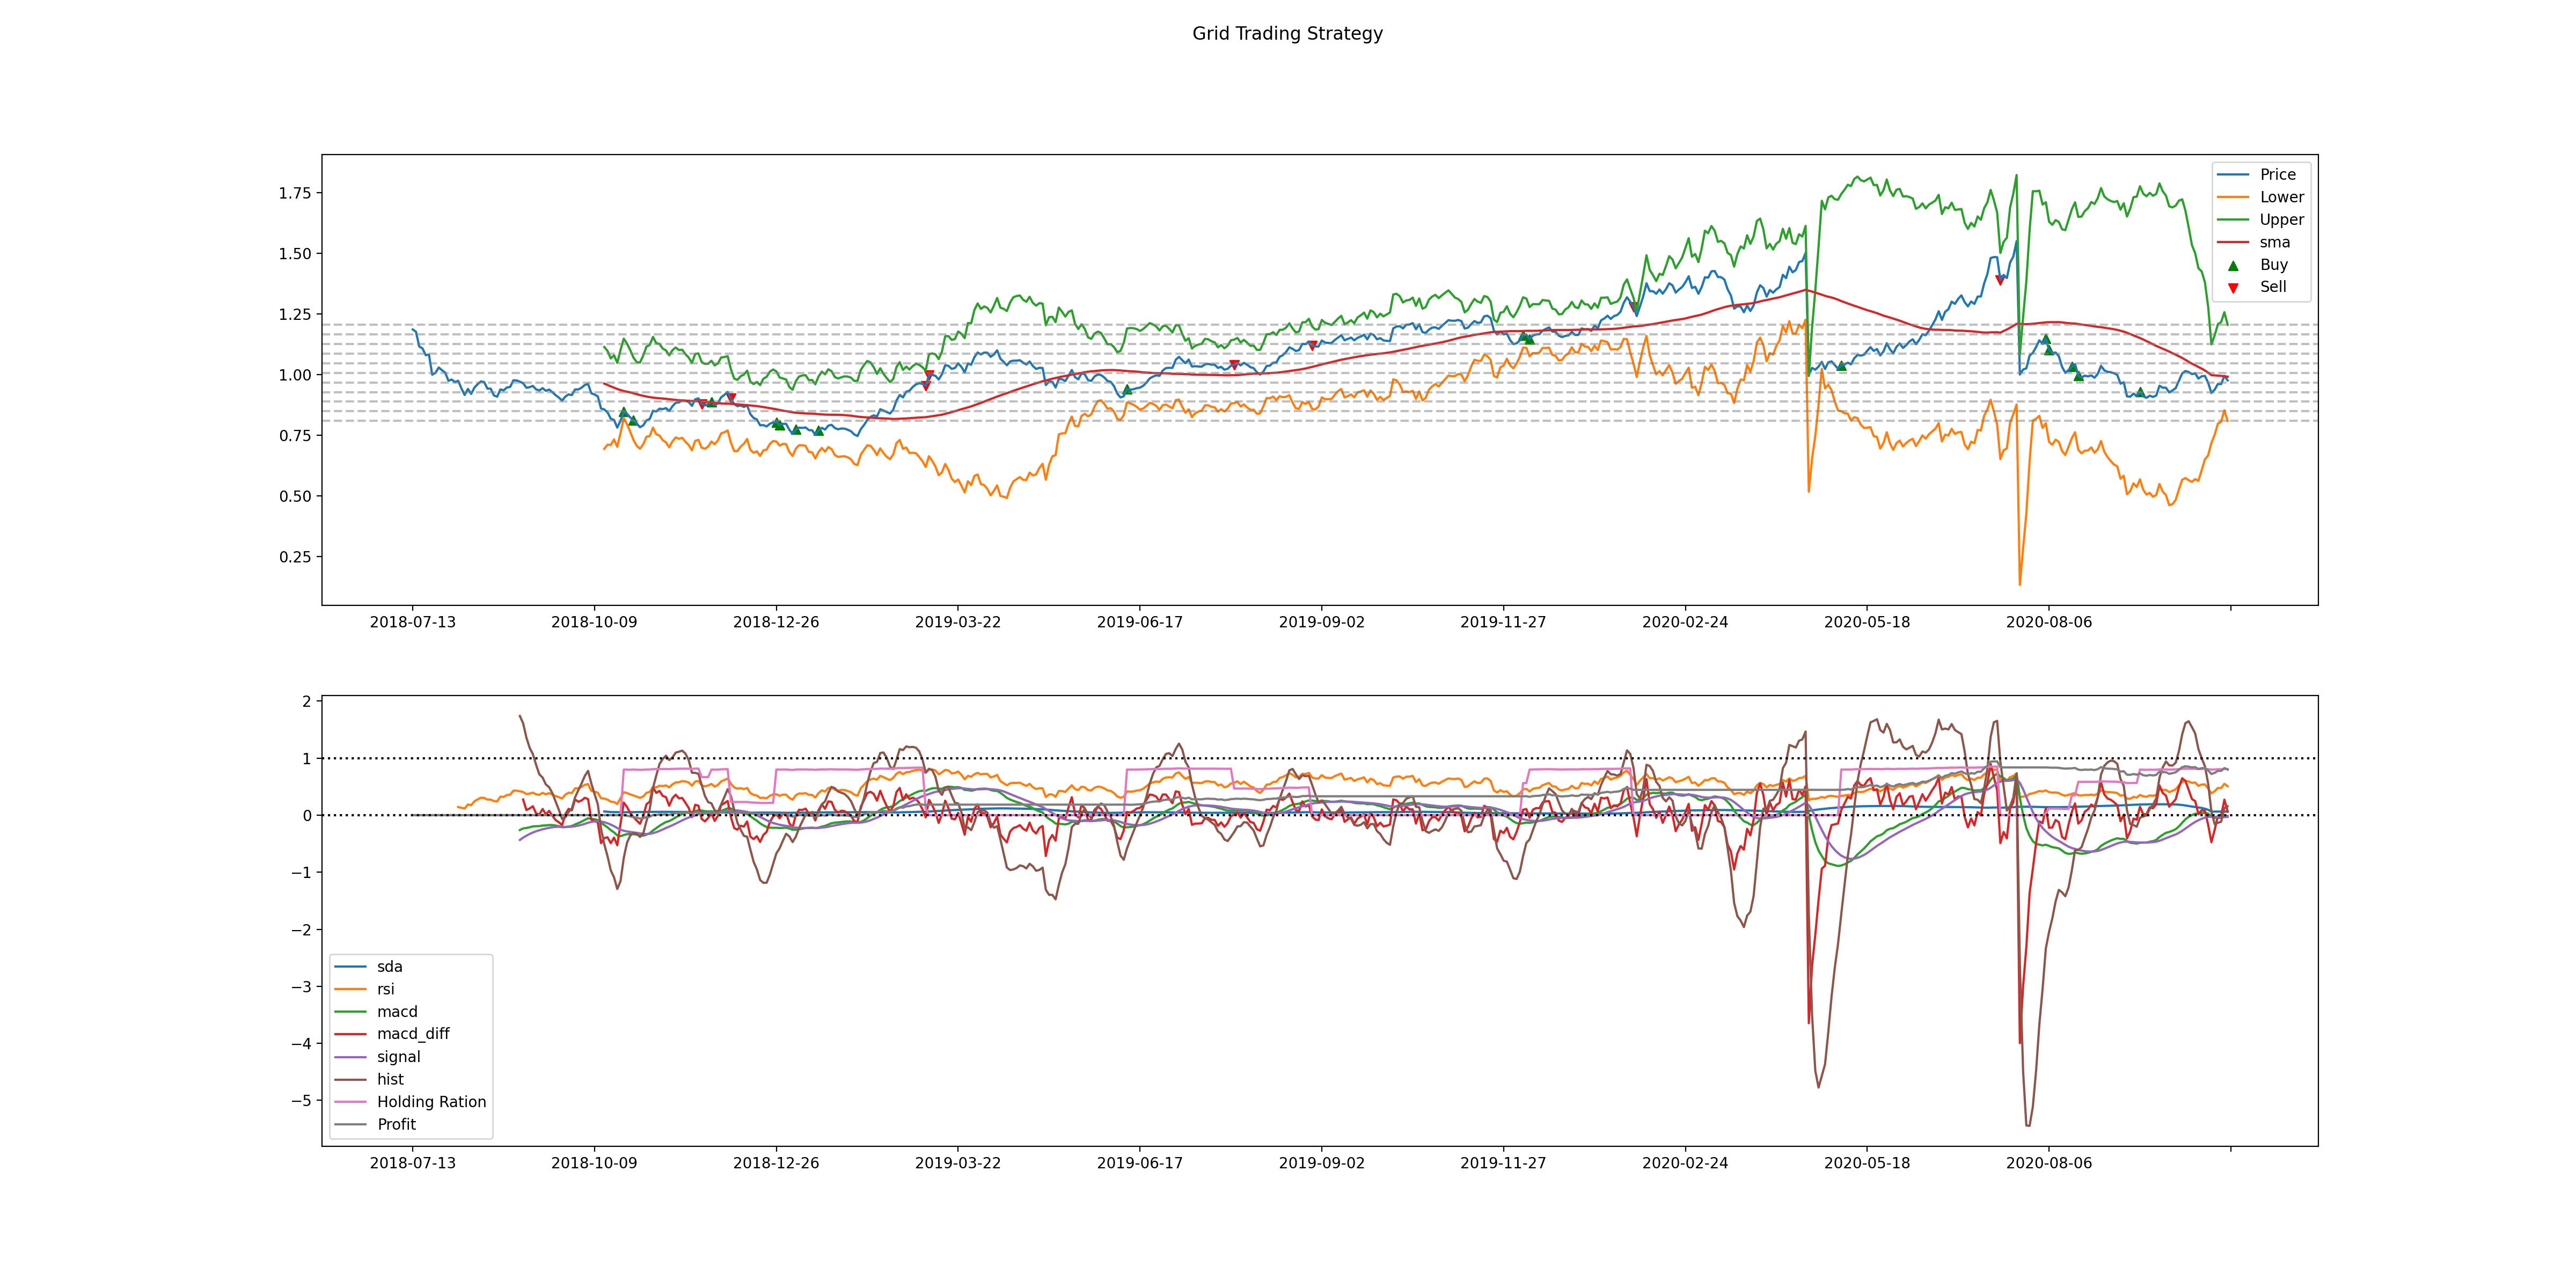 Grid Trading Strategy
1.75
1.50
1.25
1.00
0.75
0.50
0.25
Price
Lower
Upper
sma
Buy
Sell
2018-07-13 2018-10-09 2018-12-26 2019-03-22 2019-06-17 2019-09-02 2019-11-27 2020-02-24 2020-05-18 2020-08-06
2
1
0
−1
−2
−3
−4
−5
sda
rsi
macd
macd_diff
signal
hist
Holding Ration
Profit
2018-07-13 2018-10-09 2018-12-26 2019-03-22 2019-06-17 2019-09-02 2019-11-27 2020-02-24 2020-05-18 2020-08-06